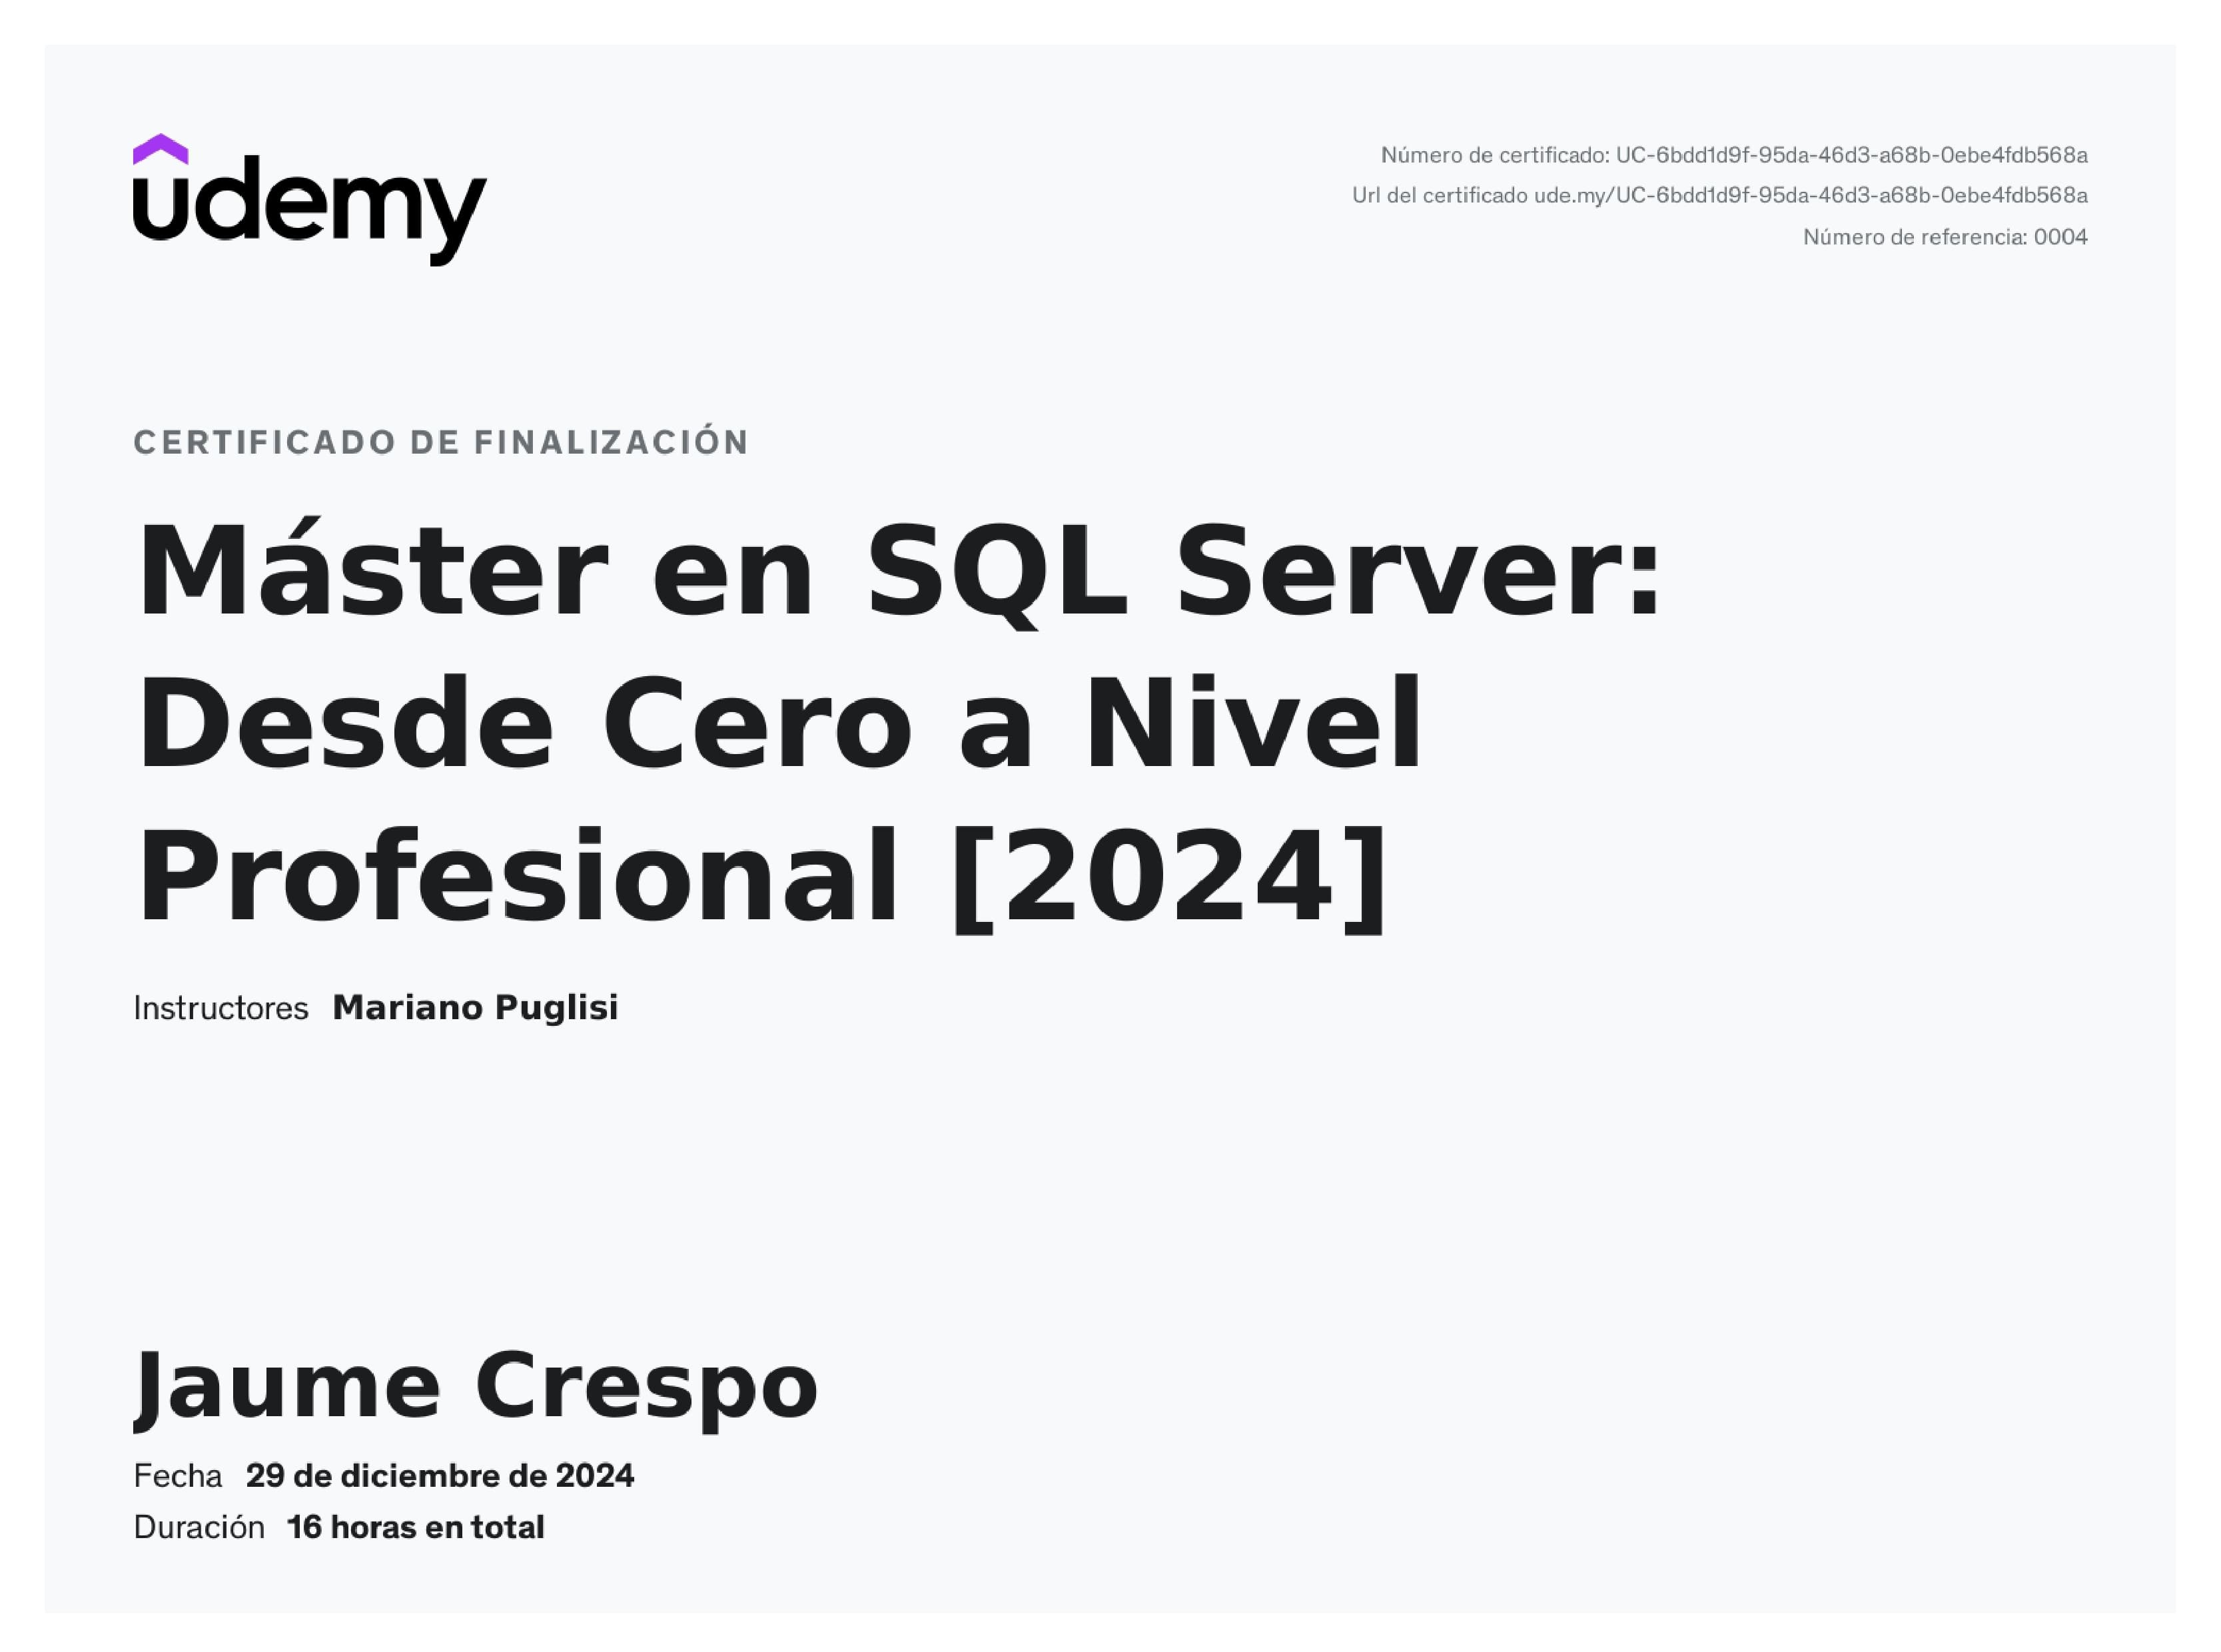 udemy
Número de certificado: UC-6bdd1d9f-95da-46d3-a68b-0ebe4fdb568a
Url del certificado ude.my/UC-6bdd1d9f-95da-46d3-a68b-0ebe4fdb568a
Número de referencia: 0004
CERTIFICADO DE FINALIZACIÓN
Máster en SQL Server:
Desde Cero a Nivel
Profesional [2024]
Instructores Mariano Puglisi
Jaume Crespo
Fecha 29 de diciembre de 2024
Duración 16 horas en total